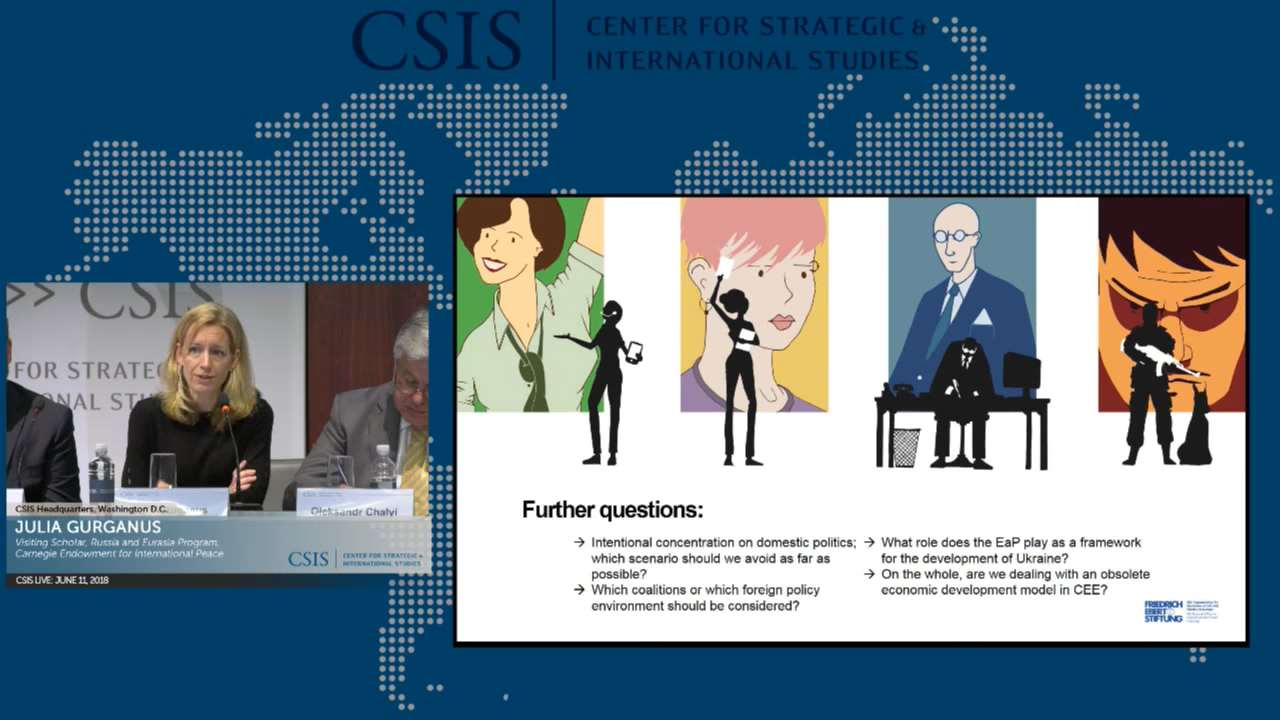 CSIS
CENTER FOR STRATEGIC &
INTERNATIONAL STUDIES
>> CSIS
FOR STRATEG
ONAL STU
Oleksandr Chalyi
CSIS Headquarters, Washington D.C.
JULIA GURGANUS
Visiting Scholar, Russia and Eurasia Program,
Carnegie Endowment for International Peace
CSIS
CENTER FOR STRATEGIC &
INTERNATIONAL STUDIES
CSIS LIVE: JUNE 11, 2018
Further questions:
→ Intentional concentration on domestic politics;
which scenario should we avoid as far as
possible?
→ Which coalitions or which foreign policy
environment should be considered?
→ What role does the EaP play as a framework
for the development of Ukraine?
→ On the whole, are we dealing with an obsolete
economic development model in CEE?
FRIEDRICH
EBERT
STIFTUNG